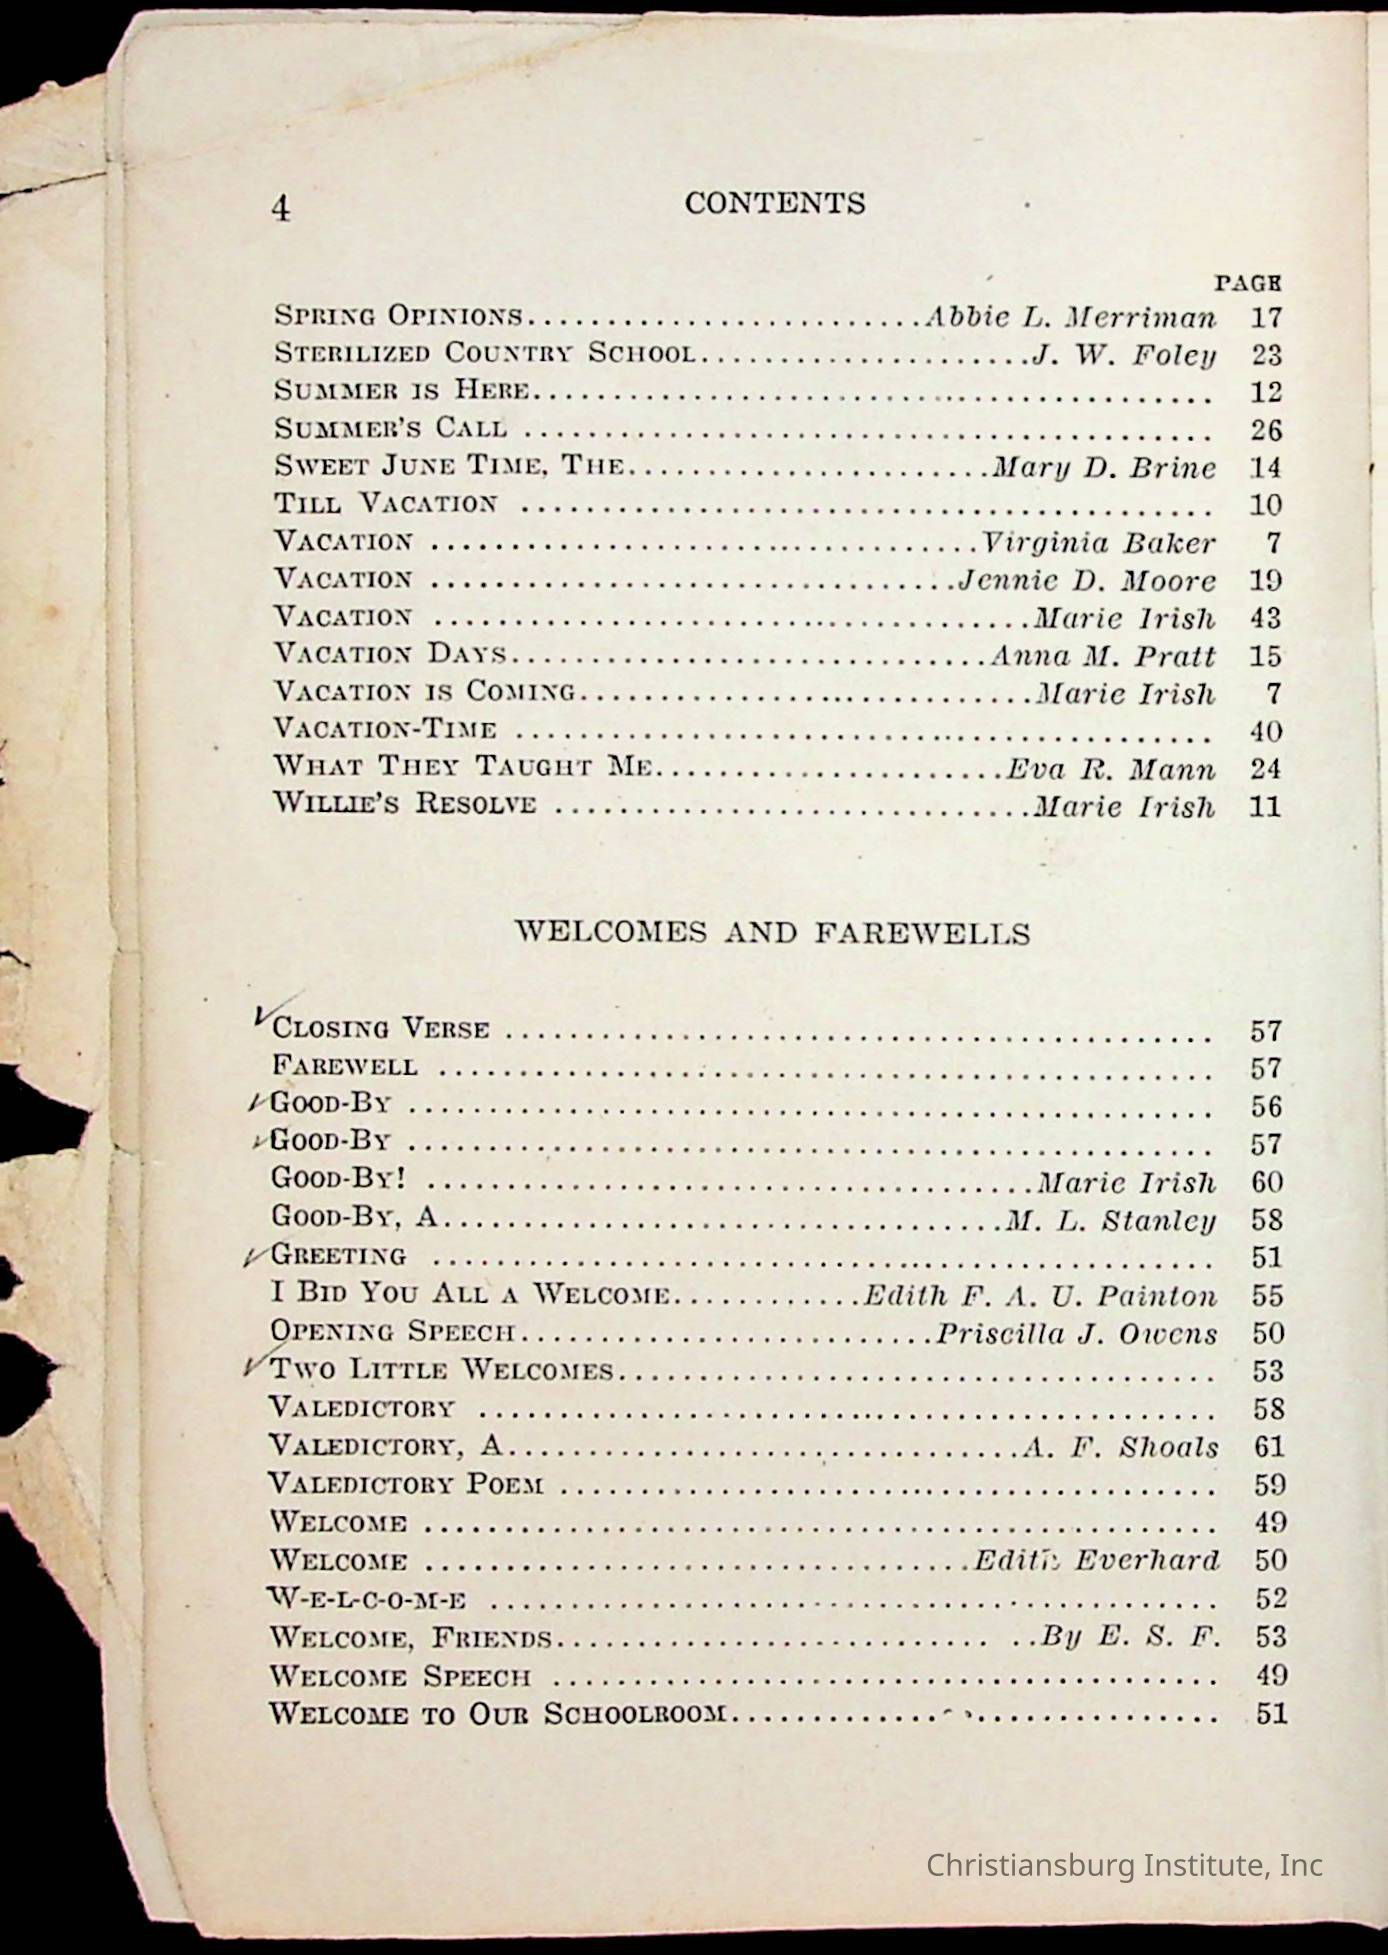 4 CONTENTS
PAGE
SPRING OPINIONS..........................Abbie L. Merriman 17
STERILIZED COUNTRY SCHOOL.....................J. W. Foley 23
SUMMER IS HERE........................................... 12
SUMMER'S CALL ........................................... 26
SWEET JUNE TIME, THE.......................Mary D. Brine 14
TILL VACATION ........................................... 10
VACATION ..................................Virginia Baker 7
VACATION .................................Jennie D. Moore 19
VACATION ......................................Marie Irish 43
VACATION DAYS..............................Anna M. Pratt 15
VACATION IS COMING.............................Marie Irish 7
VACATION-TIME ............................................ 40
WHAT THEY TAUGHT ME......................Eva R. Mann 24
WILLIE'S RESOLVE ..............................Marie Irish 11
WELCOMES AND FAREWELLS
CLOSING VERSE ............................................ 57
FAREWELL ................................................. 57
GOOD-BY .................................................. 56
GOOD-BY .................................................. 57
GOOD-BY! ......................................Marie Irish 60
GOOD-BY, A...................................M. L. Stanley 58
GREETING ................................................. 51
I BID YOU ALL A WELCOME............Edith F. A. U. Painton 55
OPENING SPEECH..........................Priscilla J. Owens 50
TWO LITTLE WELCOMES...................................... 53
VALEDICTORY .............................................. 58
VALEDICTORY, A................................A. F. Shoals 61
VALEDICTORY POEM ......................................... 59
WELCOME .................................................. 49
WELCOME ..................................Edith Everhard 50
W-E-L-C-O-M-E ............................................ 52
WELCOME, FRIENDS........................... ..By E. S. F. 53
WELCOME SPEECH .......................................... 49
WELCOME TO OUR SCHOOLROOM............................... 51
Christiansburg Institute, Inc